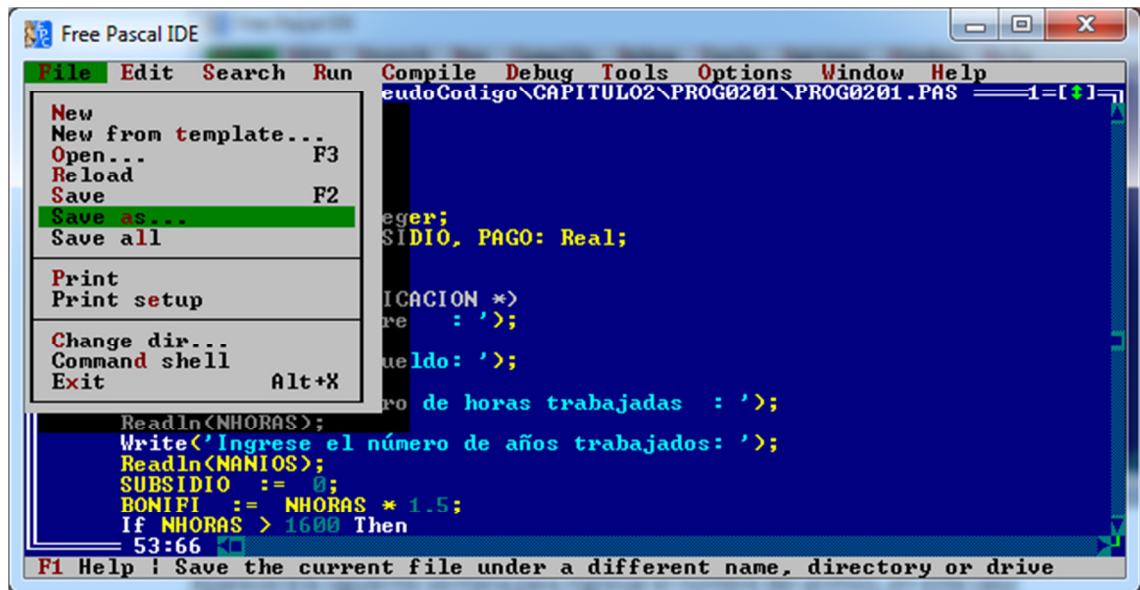 Free Pascal IDE
File Edit Search Run Compile Debug Tools Options Window Help
eudoCodigo\CAPITULO2\PROG0201\PROG0201.PAS 1=[↕]
New
New from template...
Open... F3
Reload
Save F2
Save as... eger;
Save all SIDIO, PAGO: Real;
Print
Print setup ICACION *)
re : ');
Change dir...
Command shell ueldo: ');
Exit Alt+X
ro de horas trabajadas : ');
Readln(NHORAS);
Write('Ingrese el número de años trabajados: ');
Readln(NANIOS);
SUBSIDIO := 0;
BONIFI := NHORAS * 1.5;
If NHORAS > 1600 Then
53:66
F1 Help | Save the current file under a different name, directory or drive